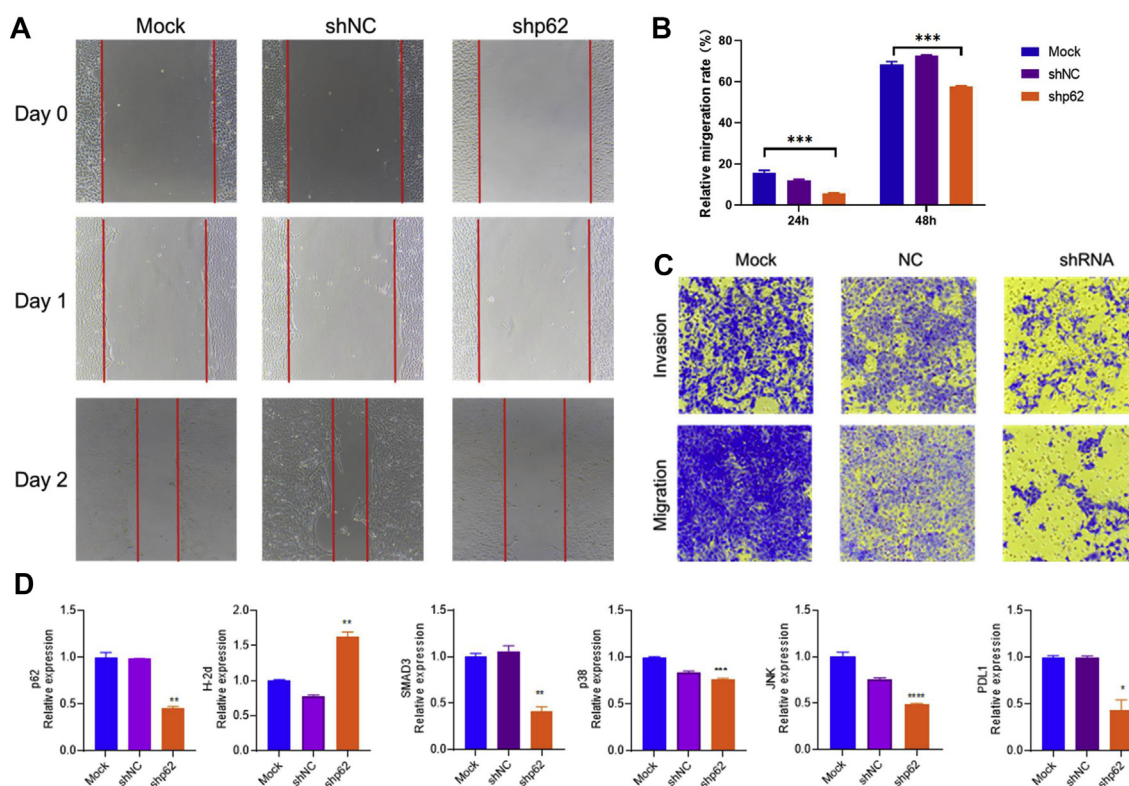 A
Mock shNC shp62
Day 0
Day 1
Day 2
B
Relative mirgeration rate (%)
80
60
40
20
0
***
***
24h 48h
Mock
shNC
shp62
C
Mock NC shRNA
Invasion
Migration
D
p62
Relative expression
1.5
1.0
0.5
0.0
**
Mock shNC shp62
H-2d
Relative expression
2.0
1.5
1.0
0.5
0.0
**
Mock shNC shp62
SMAD3
Relative expression
1.5
1.0
0.5
0.0
**
Mock shNC shp62
p38
Relative expression
1.5
1.0
0.5
0.0
***
Mock shNC shp62
JNK
Relative expression
1.5
1.0
0.5
0.0
****
Mock shNC shp62
PDL1
Relative expression
1.5
1.0
0.5
0.0
*
Mock shNC shp62